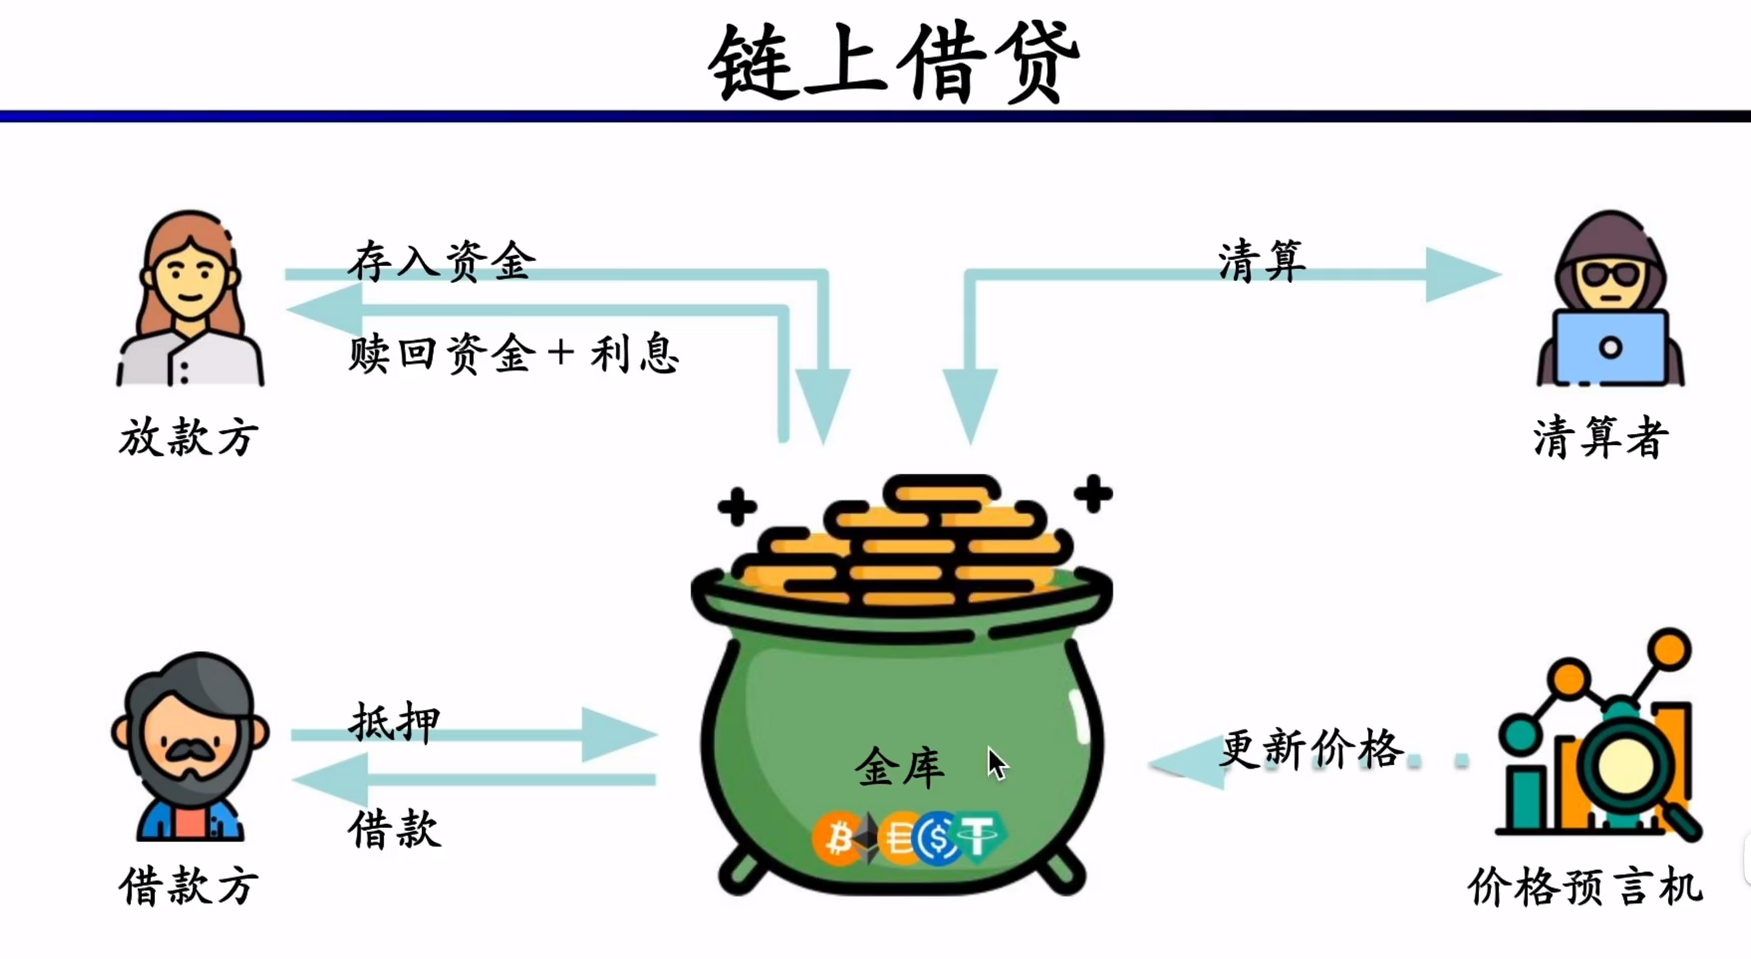 链上借贷
存入资金
赎回资金＋利息
放款方
清算
清算者
抵押
借款
借款方
金库
更新价格
价格预言机